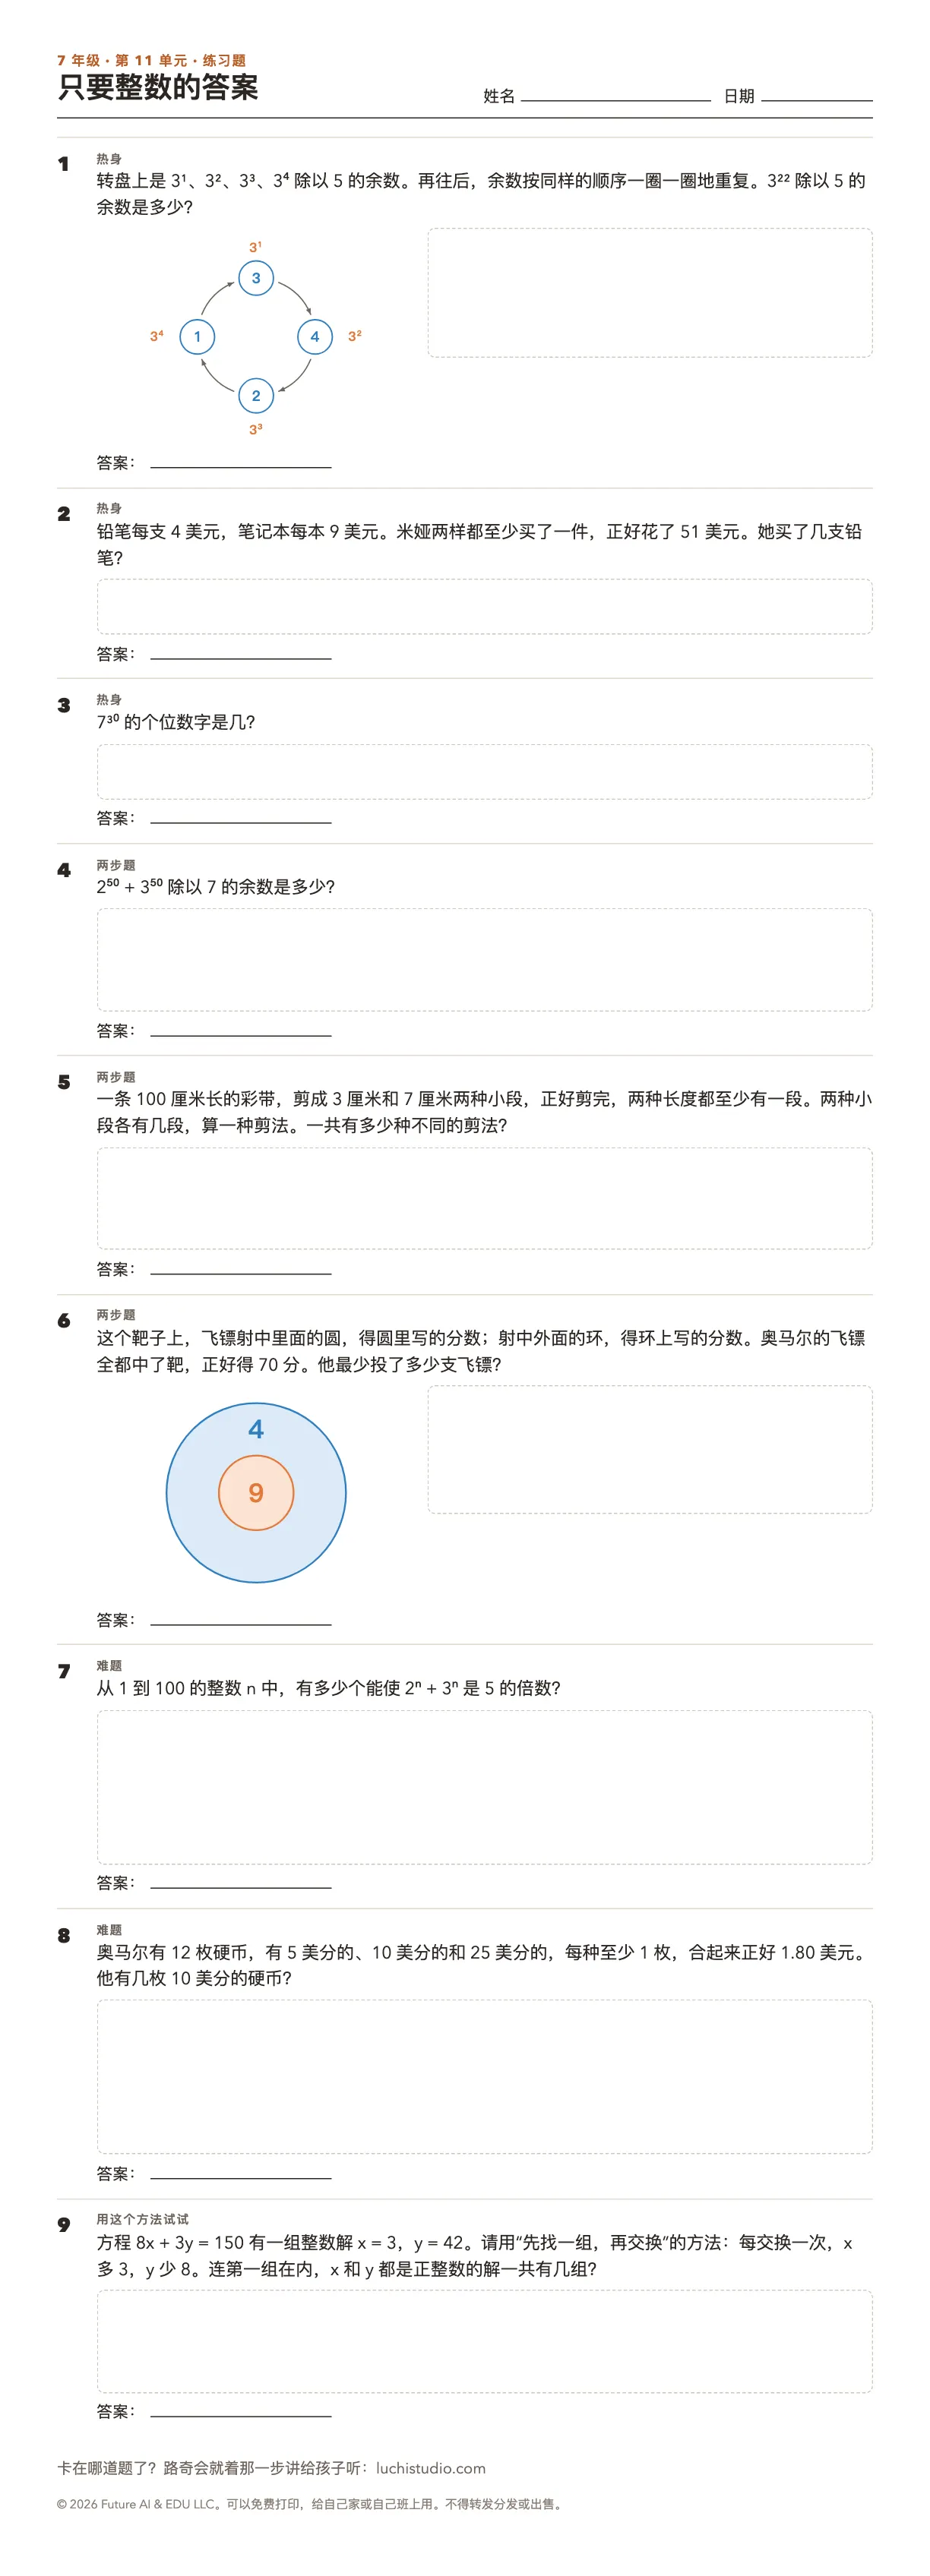 7 年级 · 第 11 单元 · 练习题
只要整数的答案
姓名
日期
1
热身
转盘上是 3¹、3²、3³、3⁴ 除以 5 的余数。再往后，余数按同样的顺序一圈一圈地重复。3²² 除以 5 的
余数是多少？
3¹
3
3⁴
1
4
3²
2
3³
答案：
2
热身
铅笔每支 4 美元，笔记本每本 9 美元。米娅两样都至少买了一件，正好花了 51 美元。她买了几支铅
笔？
答案：
3
热身
7³⁰ 的个位数字是几？
答案：
4
两步题
2⁵⁰ + 3⁵⁰ 除以 7 的余数是多少？
答案：
5
两步题
一条 100 厘米长的彩带，剪成 3 厘米和 7 厘米两种小段，正好剪完，两种长度都至少有一段。两种小
段各有几段，算一种剪法。一共有多少种不同的剪法？
答案：
6
两步题
这个靶子上，飞镖射中里面的圆，得圆里写的分数；射中外面的环，得环上写的分数。奥马尔的飞镖
全都中了靶，正好得 70 分。他最少投了多少支飞镖？
4
9
答案：
7
难题
从 1 到 100 的整数 n 中，有多少个能使 2ⁿ + 3ⁿ 是 5 的倍数？
答案：
8
难题
奥马尔有 12 枚硬币，有 5 美分的、10 美分的和 25 美分的，每种至少 1 枚，合起来正好 1.80 美元。
他有几枚 10 美分的硬币？
答案：
9
用这个方法试试
方程 8x + 3y = 150 有一组整数解 x = 3，y = 42。请用“先找一组，再交换”的方法：每交换一次，x
多 3，y 少 8。连第一组在内，x 和 y 都是正整数的解一共有几组？
答案：
卡在哪道题了？路奇会就着那一步讲给孩子听：luchistudio.com
© 2026 Future AI & EDU LLC。可以免费打印，给自己家或自己班上用。不得转发分发或出售。